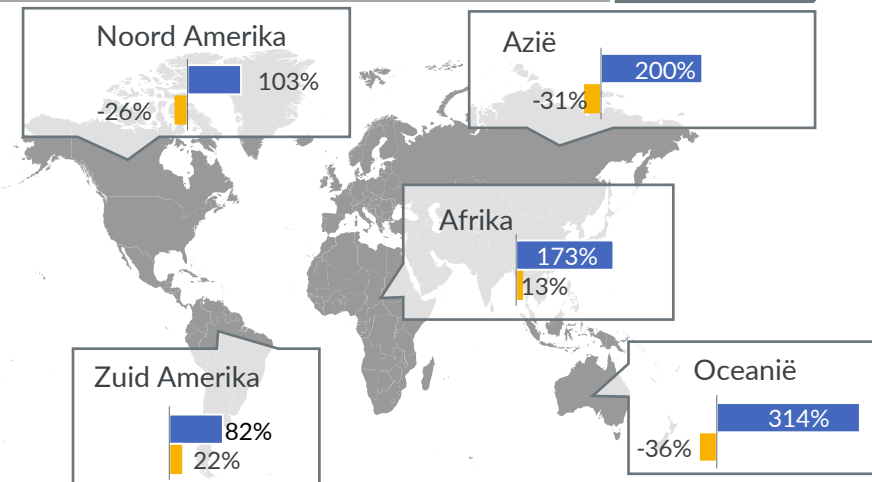 Noord Amerika
103%
-26%
Azië
200%
-31%
Afrika
173%
13%
Zuid Amerika
82%
22%
Oceanië
314%
-36%